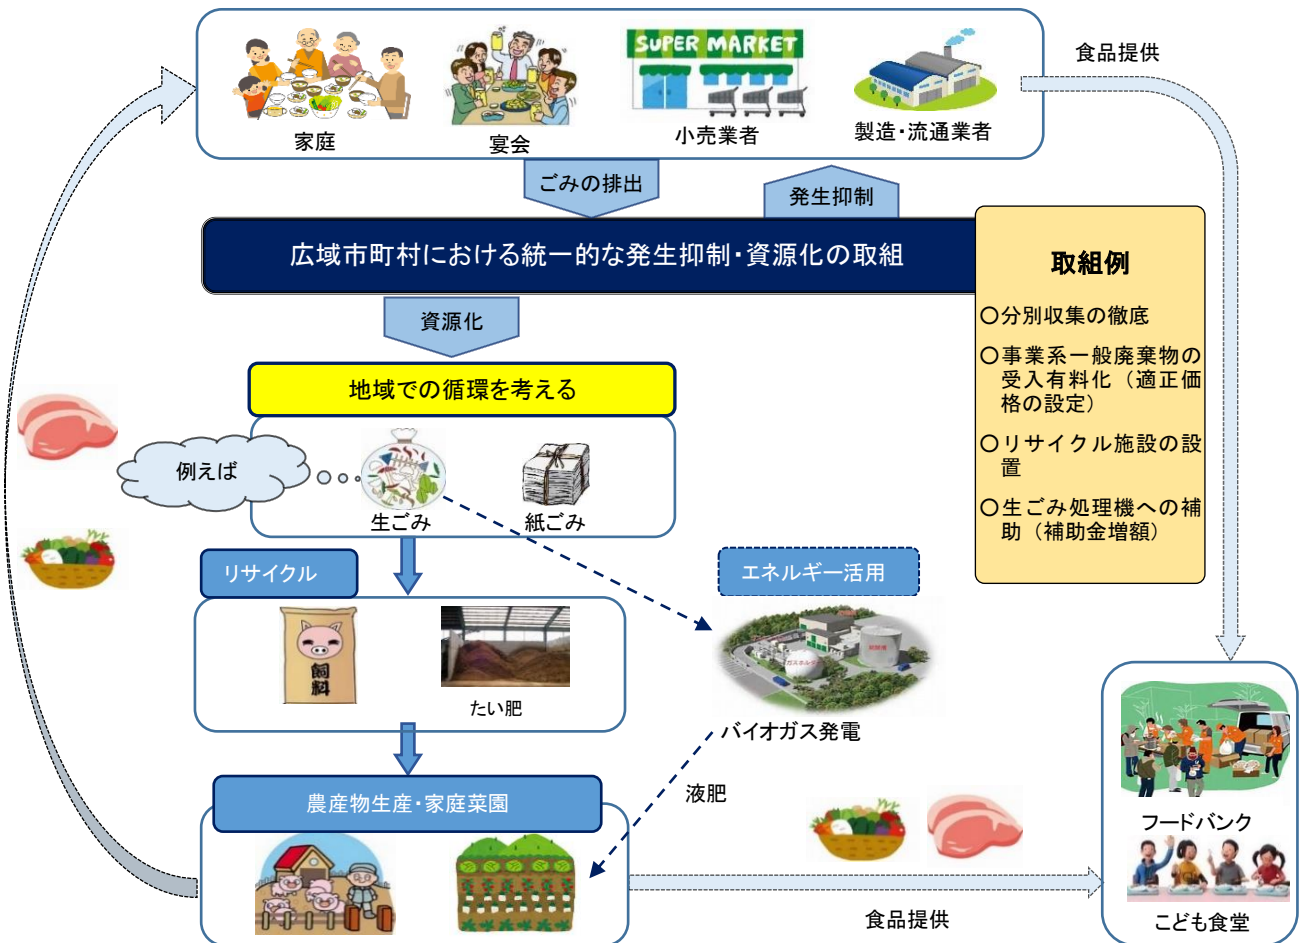 SUPER MARKET
家庭
宴会
小売業者
製造・流通業者
食品提供
ごみの排出
発生抑制
広域市町村における統一的な発生抑制・資源化の取組
取組例
〇分別収集の徹底
〇事業系一般廃棄物の
受入有料化（適正価
格の設定）
〇リサイクル施設の設
置
〇生ごみ処理機への補
助（補助金増額）
資源化
地域での循環を考える
例えば
生ごみ
紙ごみ
リサイクル
エネルギー活用
飼料
たい肥
ガスホルダ
バイオガス発電
液肥
農産物生産・家庭菜園
食品提供
フードバンク
こども食堂